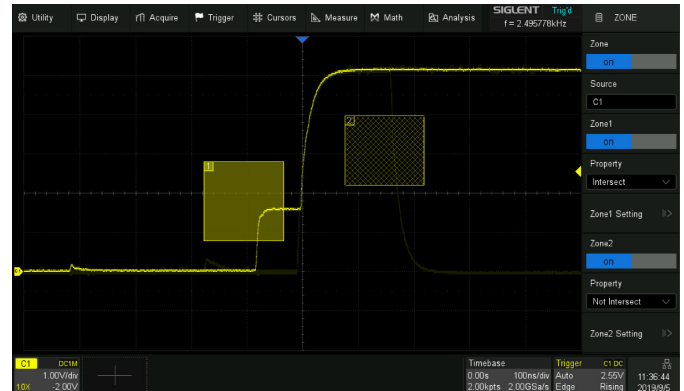 Utility Display Acquire Trigger Cursors Measure Math Analysis SIGLENT Trig'd ZONE
f = 2.495778kHz
Zone
on
Source
C1
Zone1
on
Property
Intersect
Zone1 Setting
Zone2
on
Property
Not Intersect
Zone2 Setting
1
2
C1 DC1M
1.00V/div
10X -2.00V
Timebase
0.00s 100ns/div
2.00kpts 2.00GSa/s
Trigger C1 DC
Auto 2.55V
Edge Rising
11:36:44
2019/9/5